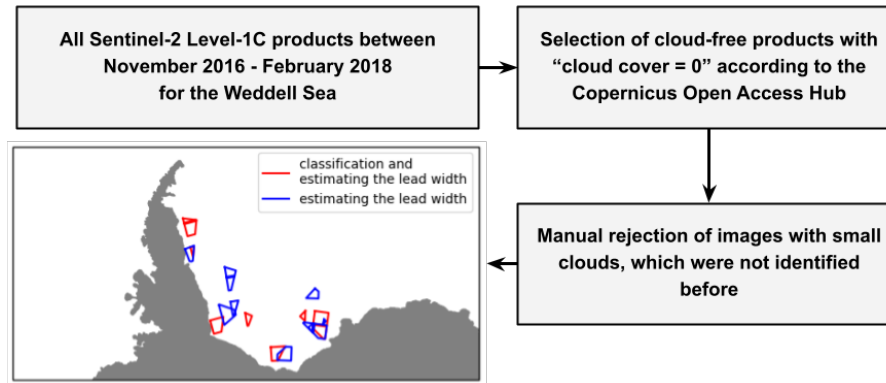 All Sentinel-2 Level-1C products between
November 2016 - February 2018
for the Weddell Sea
Selection of cloud-free products with
“cloud cover = 0” according to the
Copernicus Open Access Hub
Manual rejection of images with small
clouds, which were not identified
before
classification and
estimating the lead width
estimating the lead width